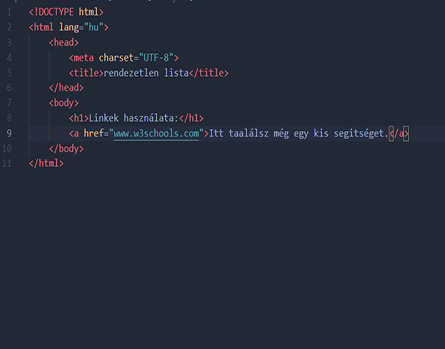 1 <!DOCTYPE html>
2 <html lang="hu">
3 <head>
4 <meta charset="UTF-8">
5 <title>rendezetlen lista</title>
6 </head>
7 <body>
8 <h1>Linkek használata:</h1>
9 <a href="www.w3schools.com">Itt taalálsz még egy kis segitséget.</a>
10 </body>
11 </html>